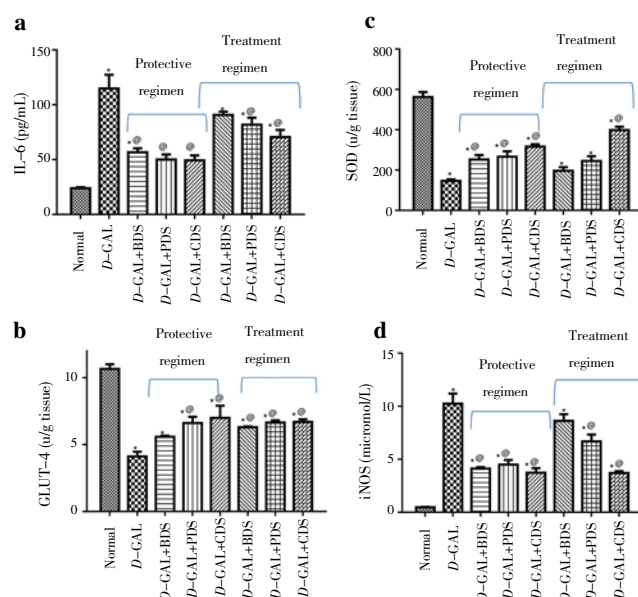 a
150
100
50
0
IL-6 (pg/mL)
Protective
regimen
Treatment
regimen
*
*@
*@
*@
*
*@
*@
Normal
D-GAL
D-GAL+BDS
D-GAL+PDS
D-GAL+CDS
D-GAL+BDS
D-GAL+PDS
D-GAL+CDS
c
800
600
400
200
0
SOD (u/g tissue)
Protective
regimen
Treatment
regimen
*
*@
*@
*@
*
*
*@
Normal
D-GAL
D-GAL+BDS
D-GAL+PDS
D-GAL+CDS
D-GAL+BDS
D-GAL+PDS
D-GAL+CDS
b
10
5
0
GLUT-4 (u/g tissue)
Protective
regimen
Treatment
regimen
*
*
*@
*@
*@
*@
*@
Normal
D-GAL
D-GAL+BDS
D-GAL+PDS
D-GAL+CDS
D-GAL+BDS
D-GAL+PDS
D-GAL+CDS
d
15
10
5
0
iNOS (micromol/L)
Protective
regimen
Treatment
regimen
*
*@
*@
*@
*
*@
*@
Normal
D-GAL
D-GAL+BDS
D-GAL+PDS
D-GAL+CDS
D-GAL+BDS
D-GAL+PDS
D-GAL+CDS